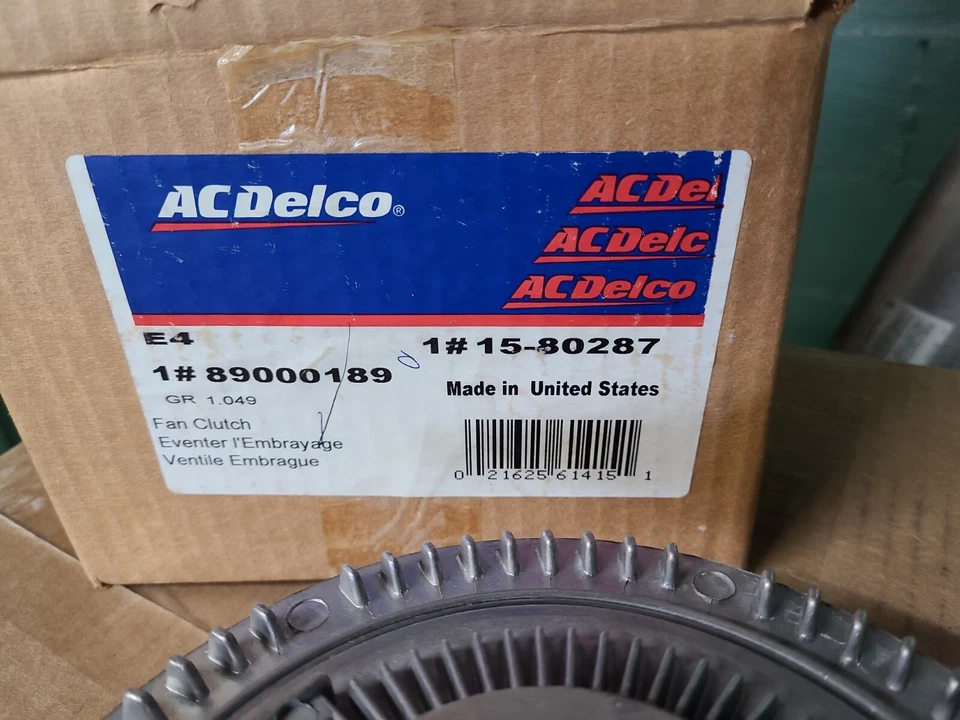 ACDelco®
ACDel
ACDelc
ACDelco
E4
1# 15-80287
1# 89000189
GR 1.049
Made in United States
Fan Clutch
Eventer l'Embrayage
Ventile Embrague
0 21625 61415 1